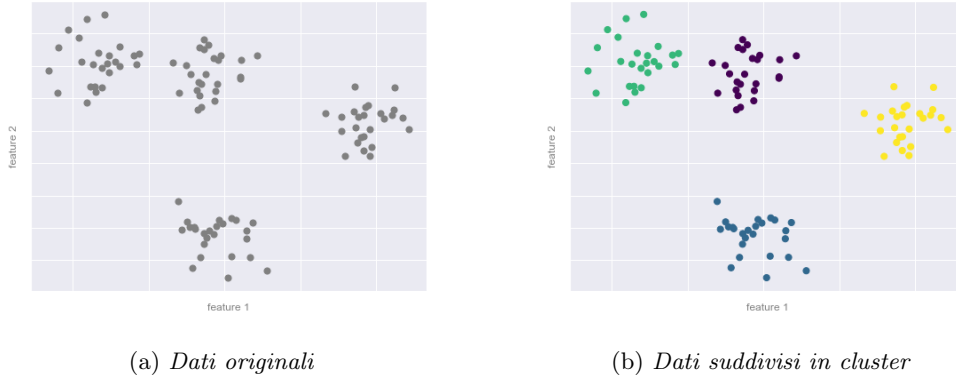 feature 2
feature 1
(a) Dati originali
feature 2
feature 1
(b) Dati suddivisi in cluster